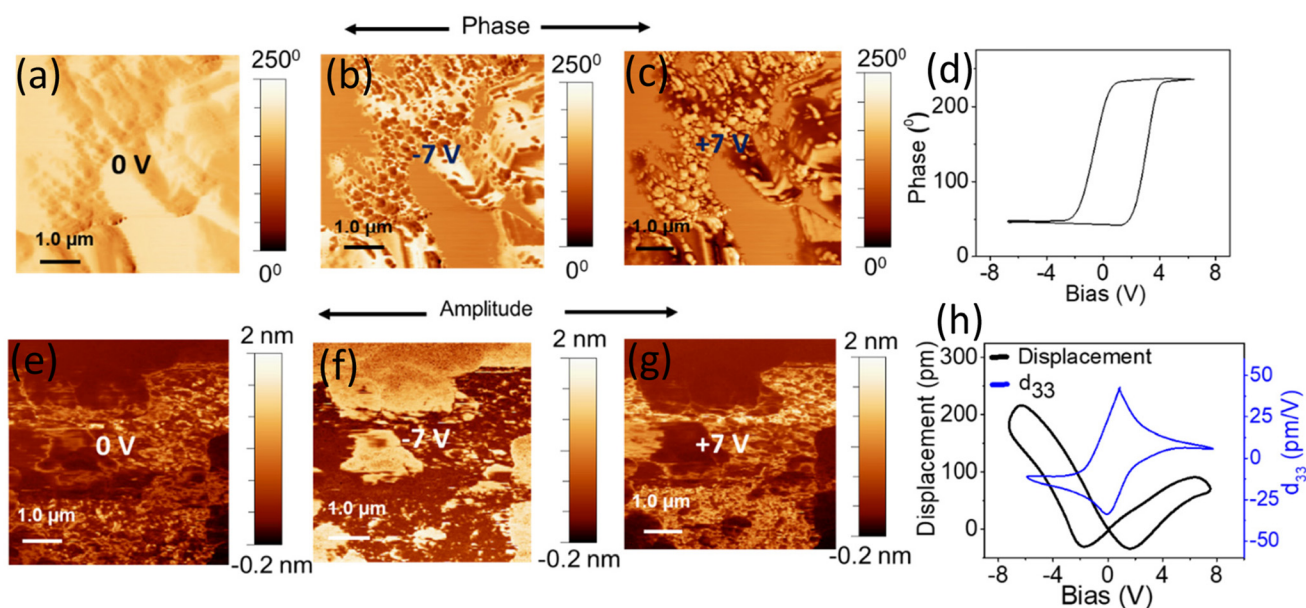 Phase
(a)
0 V
1.0 µm
250⁰
0⁰
(b)
-7 V
1.0 µm
250⁰
0⁰
(c)
+7 V
1.0 µm
250⁰
0⁰
(d)
Phase (⁰)
200
150
100
50
0
-8 -4 0 4 8
Bias (V)
Amplitude
(e)
0 V
1.0 µm
2 nm
-0.2 nm
(f)
-7 V
1.0 µm
2 nm
-0.2 nm
(g)
+7 V
1.0 µm
2 nm
-0.2 nm
(h)
Displacement
d₃₃
Displacement (pm)
300
200
100
0
50
25
0
-25
-50
d₃₃ (pm/V)
-8 -4 0 4 8
Bias (V)